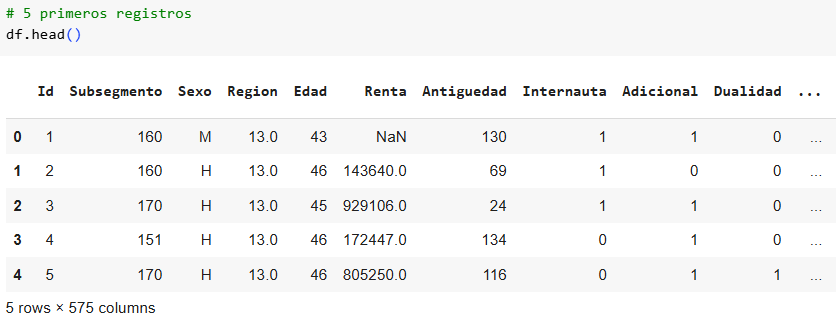 # 5 primeros registros
df.head()
Id Subsegmento Sexo Region Edad Renta Antiguedad Internauta Adicional Dualidad ...
0 1 160 M 13.0 43 NaN 130 1 1 0 ...
1 2 160 H 13.0 46 143640.0 69 1 0 0 ...
2 3 170 H 13.0 45 929106.0 24 1 1 0 ...
3 4 151 H 13.0 46 172447.0 134 0 1 0 ...
4 5 170 H 13.0 46 805250.0 116 0 1 1 ...
5 rows × 575 columns